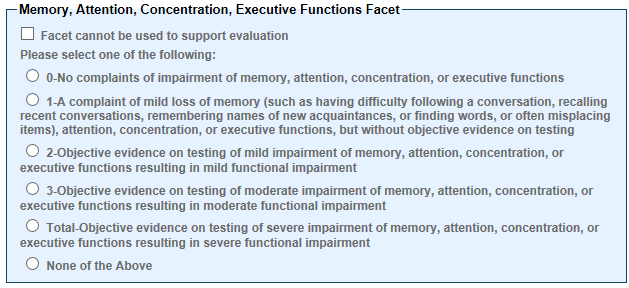 Memory, Attention, Concentration, Executive Functions Facet
Facet cannot be used to support evaluation
Please select one of the following:
0-No complaints of impairment of memory, attention, concentration, or executive functions
1-A complaint of mild loss of memory (such as having difficulty following a conversation, recalling
recent conversations, remembering names of new acquaintances, or finding words, or often misplacing
items), attention, concentration, or executive functions, but without objective evidence on testing
2-Objective evidence on testing of mild impairment of memory, attention, concentration, or
executive functions resulting in mild functional impairment
3-Objective evidence on testing of moderate impairment of memory, attention, concentration, or
executive functions resulting in moderate functional impairment
Total-Objective evidence on testing of severe impairment of memory, attention, concentration, or
executive functions resulting in severe functional impairment
None of the Above